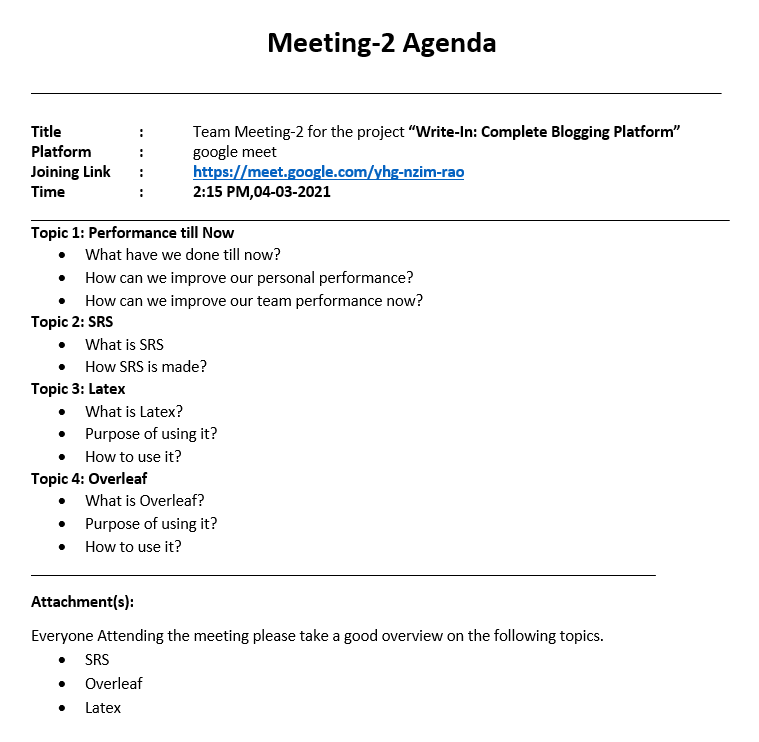 Meeting-2 Agenda
Title : Team Meeting-2 for the project “Write-In: Complete Blogging Platform”
Platform : google meet
Joining Link : https://meet.google.com/yhg-nzim-rao
Time : 2:15 PM,04-03-2021
Topic 1: Performance till Now
• What have we done till now?
• How can we improve our personal performance?
• How can we improve our team performance now?
Topic 2: SRS
• What is SRS
• How SRS is made?
Topic 3: Latex
• What is Latex?
• Purpose of using it?
• How to use it?
Topic 4: Overleaf
• What is Overleaf?
• Purpose of using it?
• How to use it?
Attachment(s):
Everyone Attending the meeting please take a good overview on the following topics.
• SRS
• Overleaf
• Latex